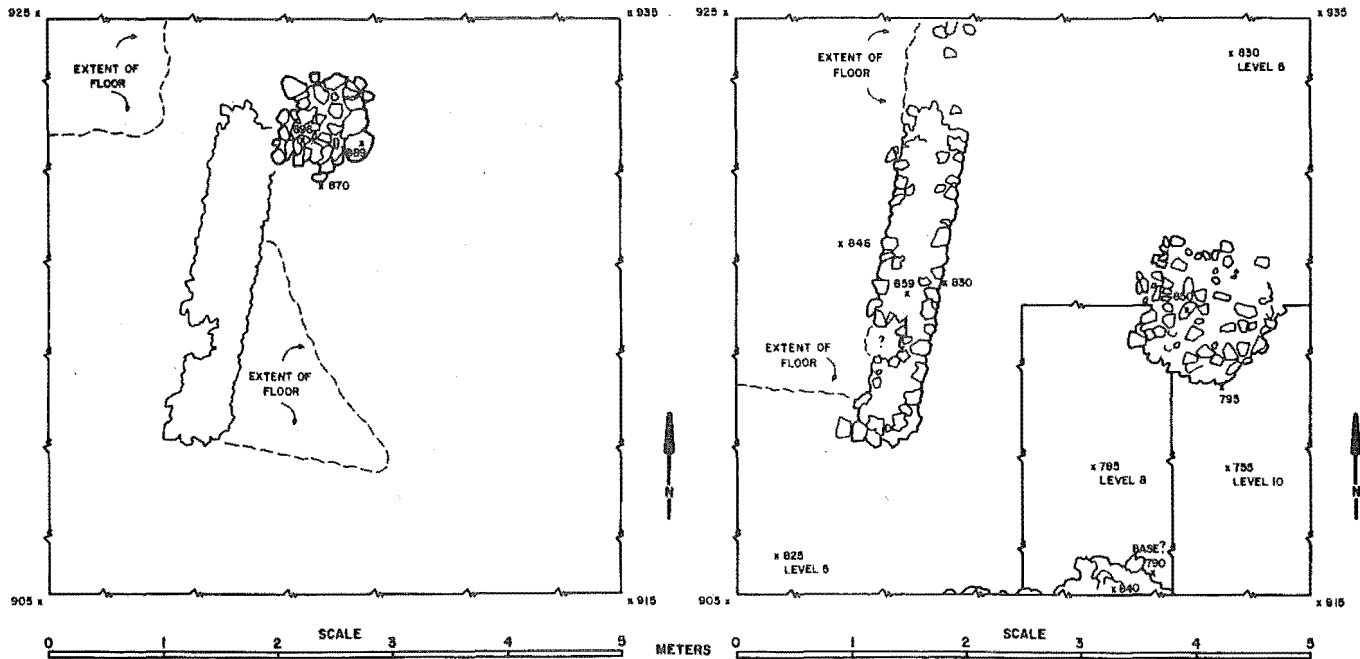 925 x
x 935
EXTENT OF
FLOOR
x 870
EXTENT OF
FLOOR
N
905 x
x 915
SCALE
0 1 2 3 4 5
METERS
925 x
x 935
EXTENT OF
FLOOR
x 830
LEVEL 6
x 846
859
x
x 830
850
x
EXTENT OF
FLOOR
?
x
795
x 785
LEVEL 8
x 755
LEVEL 10
N
x 825
LEVEL 5
BASE?
790
x
x 840
905 x
x 915
SCALE
0 1 2 3 4 5